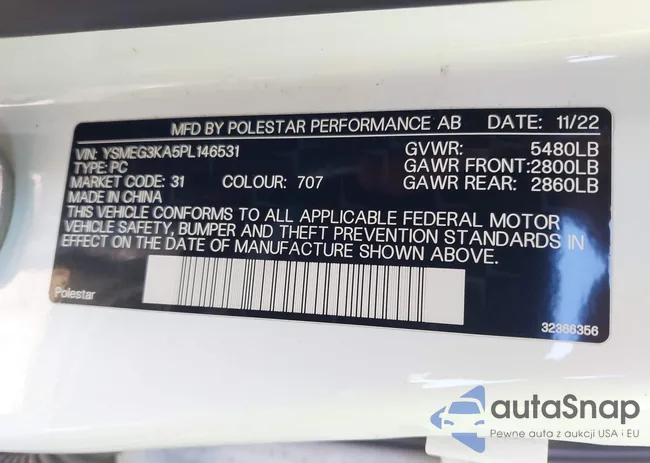 MFD BY POLESTAR PERFORMANCE AB DATE: 11/22
VIN: YSMEG3KA5PL146531 GVWR: 5480LB
TYPE: PC GAWR FRONT: 2800LB
MARKET CODE: 31 COLOUR: 707 GAWR REAR: 2860LB
MADE IN CHINA
THIS VEHICLE CONFORMS TO ALL APPLICABLE FEDERAL MOTOR
VEHICLE SAFETY, BUMPER AND THEFT PREVENTION STANDARDS IN
EFFECT ON THE DATE OF MANUFACTURE SHOWN ABOVE.
Polestar
32366356
autaSnap
Pewne auta z aukcji USA i EU